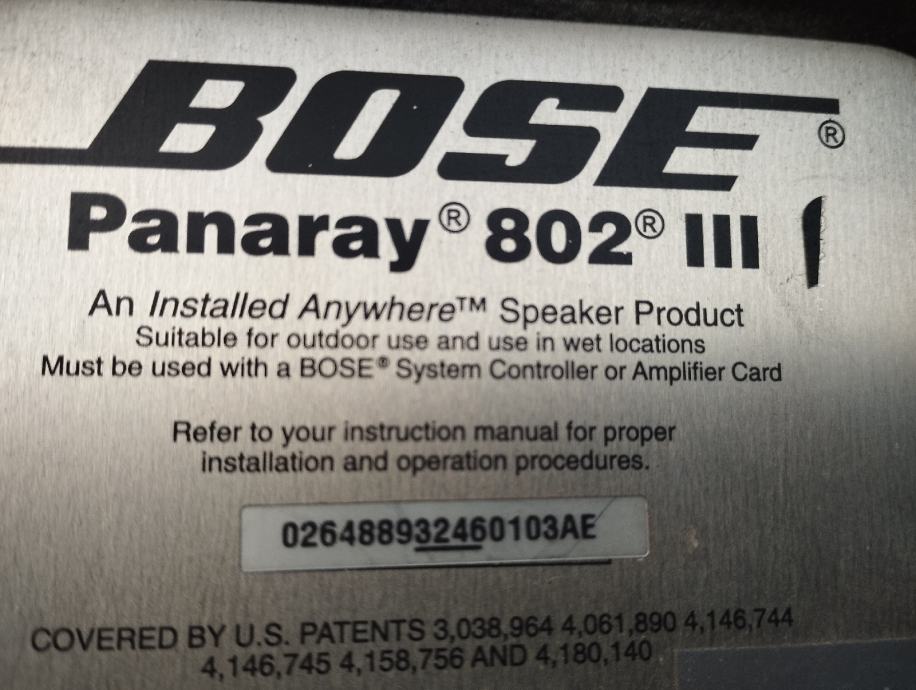 BOSE®
Panaray® 802® III
An Installed Anywhere™ Speaker Product
Suitable for outdoor use and use in wet locations
Must be used with a BOSE® System Controller or Amplifier Card
Refer to your instruction manual for proper
installation and operation procedures.
026488932460103AE
COVERED BY U.S. PATENTS 3,038,964 4,061,890 4,146,744
4,146,745 4,158,756 AND 4,180,140